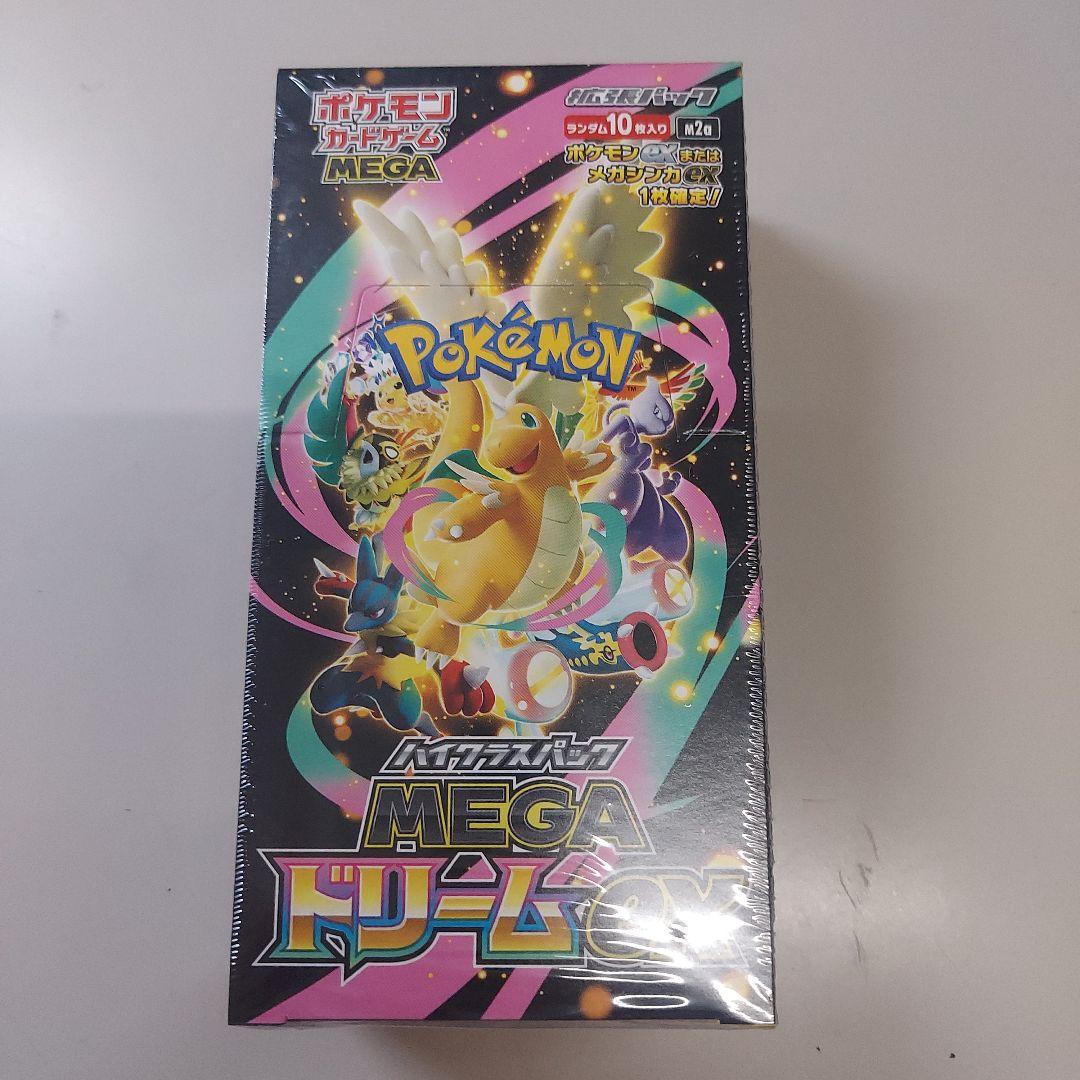 ポケモン
カードゲーム
MEGA
拡張パック
ランダム10枚入り M2a
ポケモンexまたは
メガシンカex
1枚確定!
POKéMON
ハイクラスパック
MEGA
ドリームex